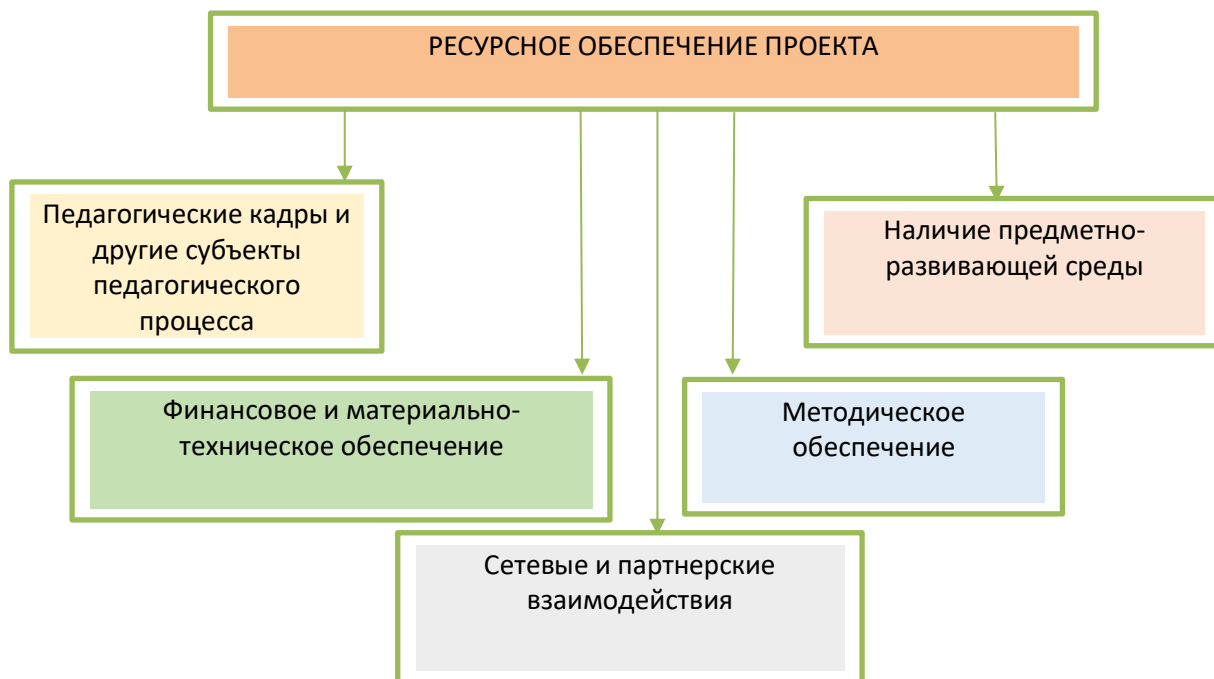 РЕСУРСНОЕ ОБЕСПЕЧЕНИЕ ПРОЕКТА
Педагогические кадры и
другие субъекты
педагогического
процесса
Наличие предметно-
развивающей среды
Финансовое и материально-
техническое обеспечение
Методическое
обеспечение
Сетевые и партнерские
взаимодействия